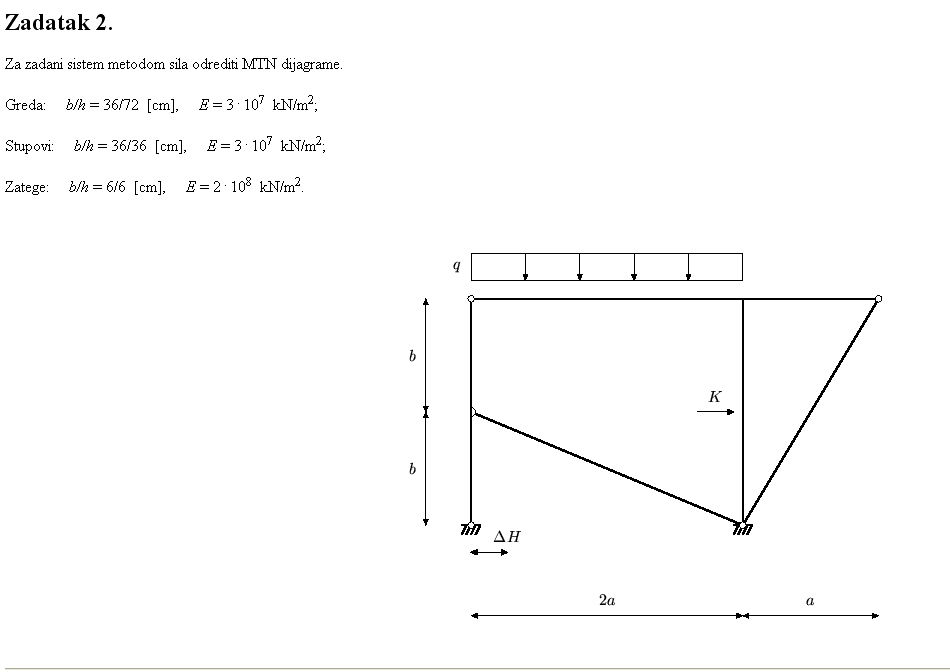 Zadatak 2.
Za zadani sistem metodom sila odrediti MTN dijagrame.
Greda: b/h = 36/72 [cm], E = 3 · 10⁷ kN/m²;
Stupovi: b/h = 36/36 [cm], E = 3 · 10⁷ kN/m²;
Zatege: b/h = 6/6 [cm], E = 2 · 10⁸ kN/m².
q
b
K
b
ΔH
2a
a